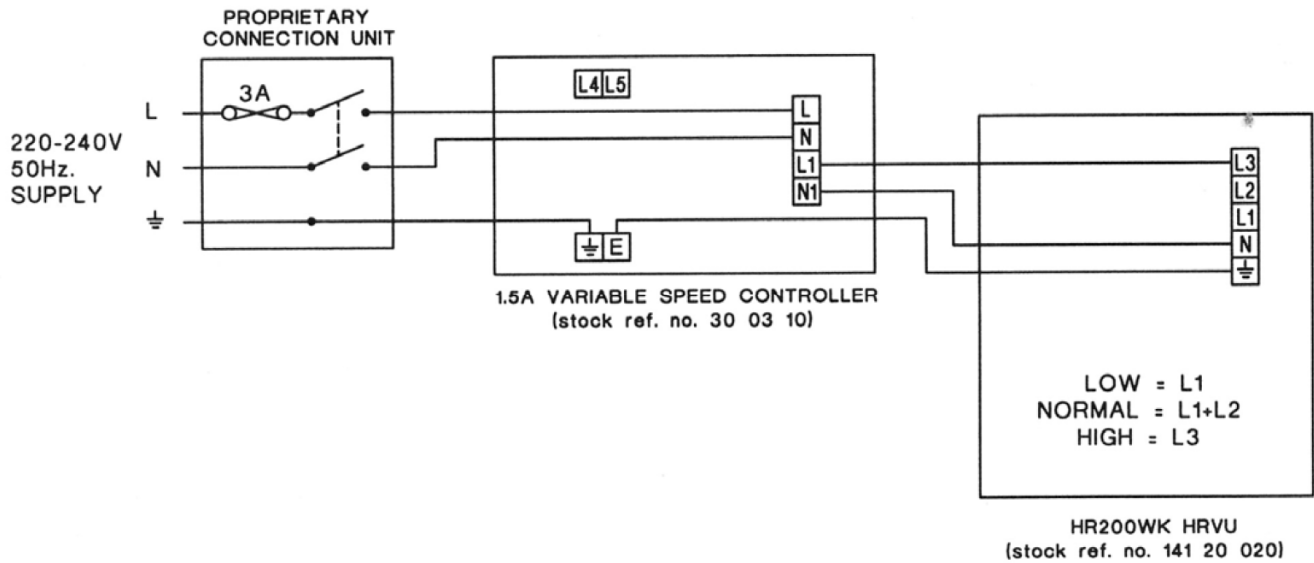 PROPRIETARY
CONNECTION UNIT
3A
L
220-240V
50Hz.
SUPPLY
N
L4 L5
L
N
L1
N1
E
1.5A VARIABLE SPEED CONTROLLER
(stock ref. no. 30 03 10)
L3
L2
L1
N
LOW = L1
NORMAL = L1+L2
HIGH = L3
HR200WK HRVU
(stock ref. no. 141 20 020)